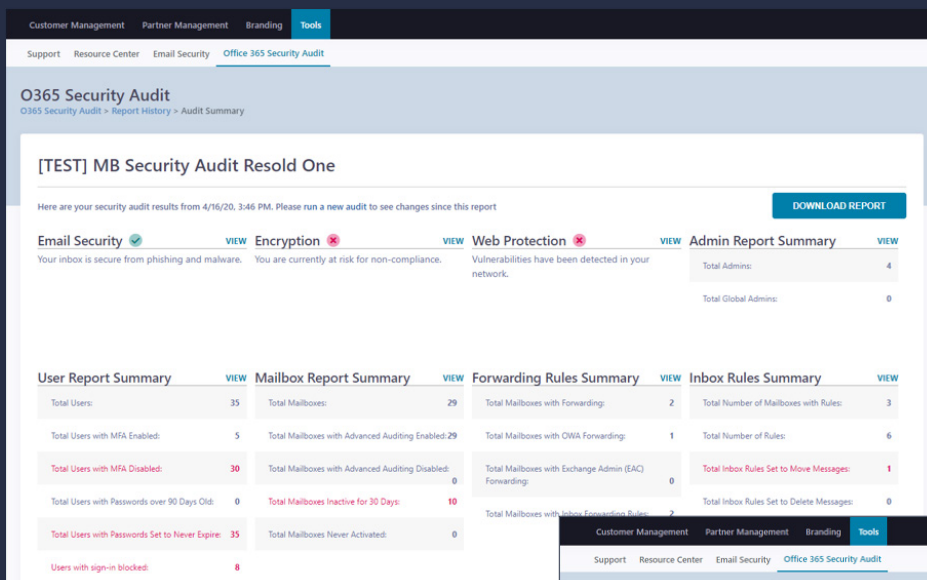 Customer Management Partner Management Branding Tools
Support Resource Center Email Security Office 365 Security Audit
O365 Security Audit
O365 Security Audit > Report History > Audit Summary
[TEST] MB Security Audit Resold One
Here are your security audit results from 4/16/20, 3:46 PM. Please run a new audit to see changes since this report
DOWNLOAD REPORT
Email Security VIEW
Your inbox is secure from phishing and malware.
Encryption VIEW
You are currently at risk for non-compliance.
Web Protection VIEW
Vulnerabilities have been detected in your
network.
Admin Report Summary VIEW
Total Admins: 4
Total Global Admins: 0
User Report Summary VIEW
Total Users: 35
Total Users with MFA Enabled: 5
Total Users with MFA Disabled: 30
Total Users with Passwords over 90 Days Old: 0
Total Users with Passwords Set to Never Expire: 35
Users with sign-in blocked: 8
Mailbox Report Summary VIEW
Total Mailboxes: 29
Total Mailboxes with Advanced Auditing Enabled: 29
Total Mailboxes with Advanced Auditing Disabled:
0
Total Mailboxes Inactive for 30 Days: 10
Total Mailboxes Never Activated: 0
Forwarding Rules Summary VIEW
Total Mailboxes with Forwarding: 2
Total Mailboxes with OWA Forwarding: 1
Total Mailboxes with Exchange Admin (EAC)
Forwarding: 0
Total Mailboxes with Inbox Forwarding Rules: 2
Inbox Rules Summary VIEW
Total Number of Mailboxes with Rules: 3
Total Number of Rules: 6
Total Inbox Rules Set to Move Messages: 1
Total Inbox Rules Set to Delete Messages: 0
Customer Management Partner Management Branding Tools
Support Resource Center Email Security Office 365 Security Audit